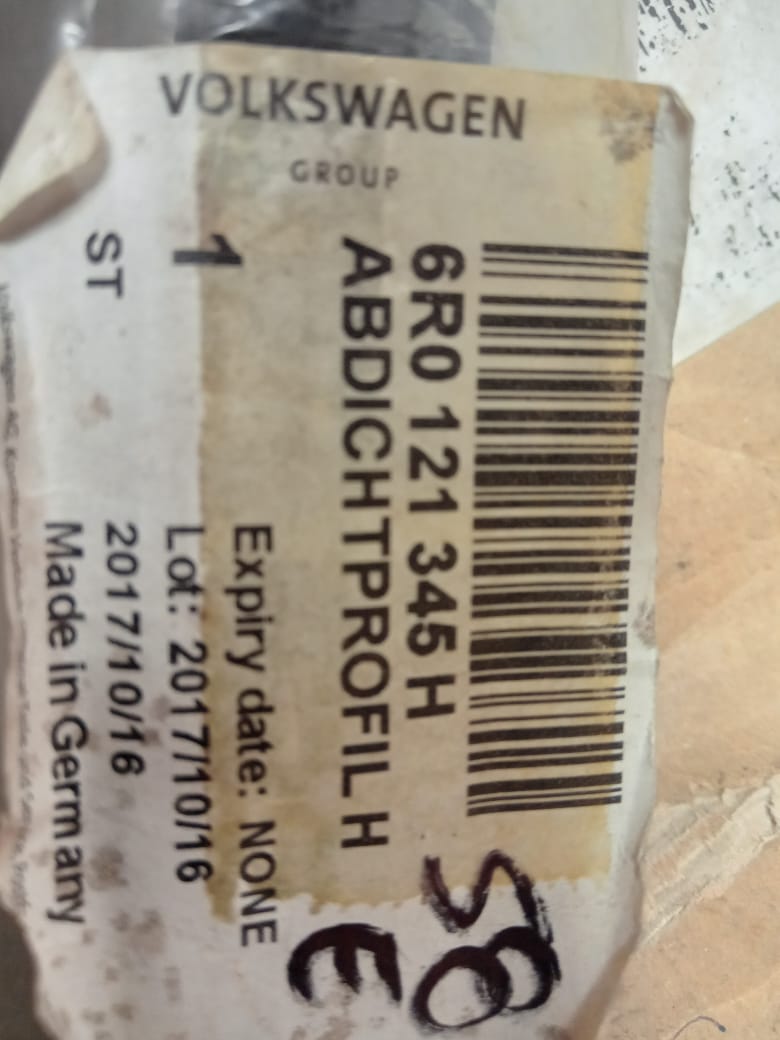 VOLKSWAGEN
GROUP
6R0 121 345 H
ABDICHTPROFIL H
1
ST
Expiry date: NONE
Lot: 2017/10/16
2017/10/16
Made in Germany
58
E